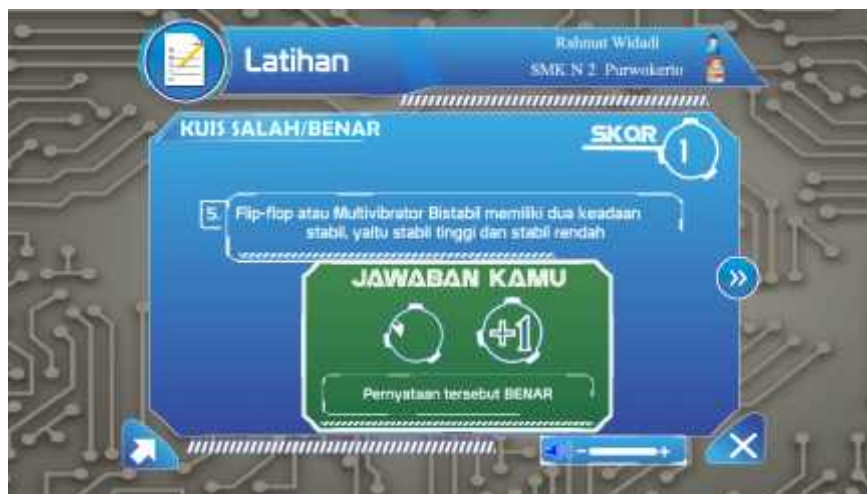 Latihan
Rahmat Widadi
SMK N 2 Purwokerto
KUIS SALAH/BENAR
SKOR
1
5. Flip-flop atau Multivibrator Bistabil memiliki dua keadaan
stabil, yaitu stabil tinggi dan stabil rendah
JAWABAN KAMU
+1
Pernyataan tersebut BENAR
- +